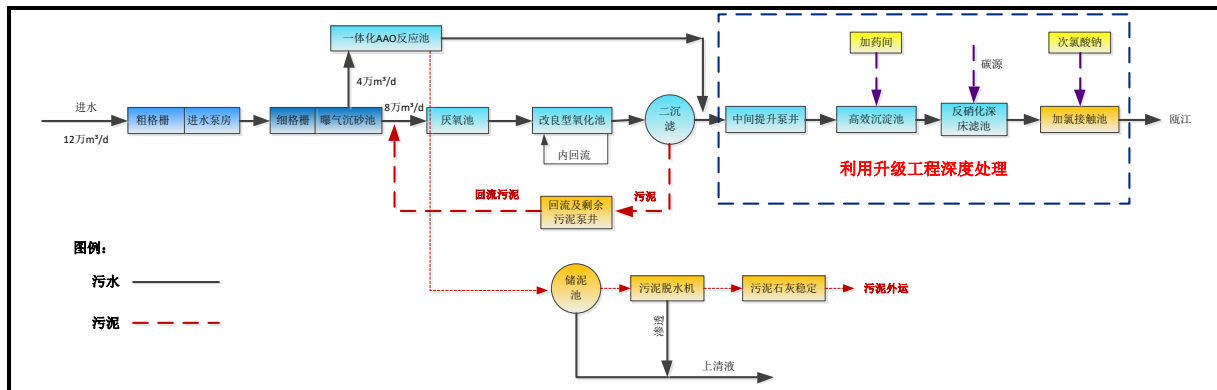 一体化AAO反应池
加药间
次氯酸钠
碳源
4万m³/d
8万m³/d
进水
12万m³/d
粗格栅
进水泵房
细格栅
曝气沉砂池
厌氧池
改良型氧化池
内回流
二沉
滤
中间提升泵井
高效沉淀池
反硝化深
床滤池
加氯接触池
瓯江
利用升级工程深度处理
回流污泥
污泥
回流及剩余
污泥泵井
图例：
污水
污泥
储泥
池
污泥脱水机
污泥石灰稳定
污泥外运
渗透
上清液